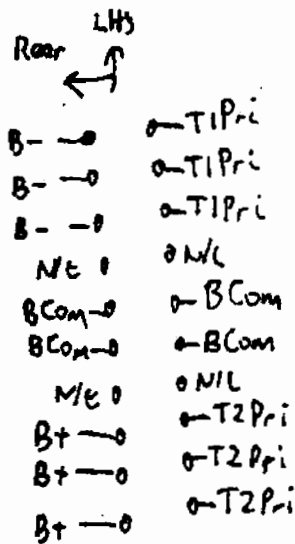 LHS
Rear
B- T1Pri
B- T1Pri
B- T1Pri
N/C N/C
BCom BCom
BCom BCom
N/C N/C
B+ T2Pri
B+ T2Pri
B+ T2Pri